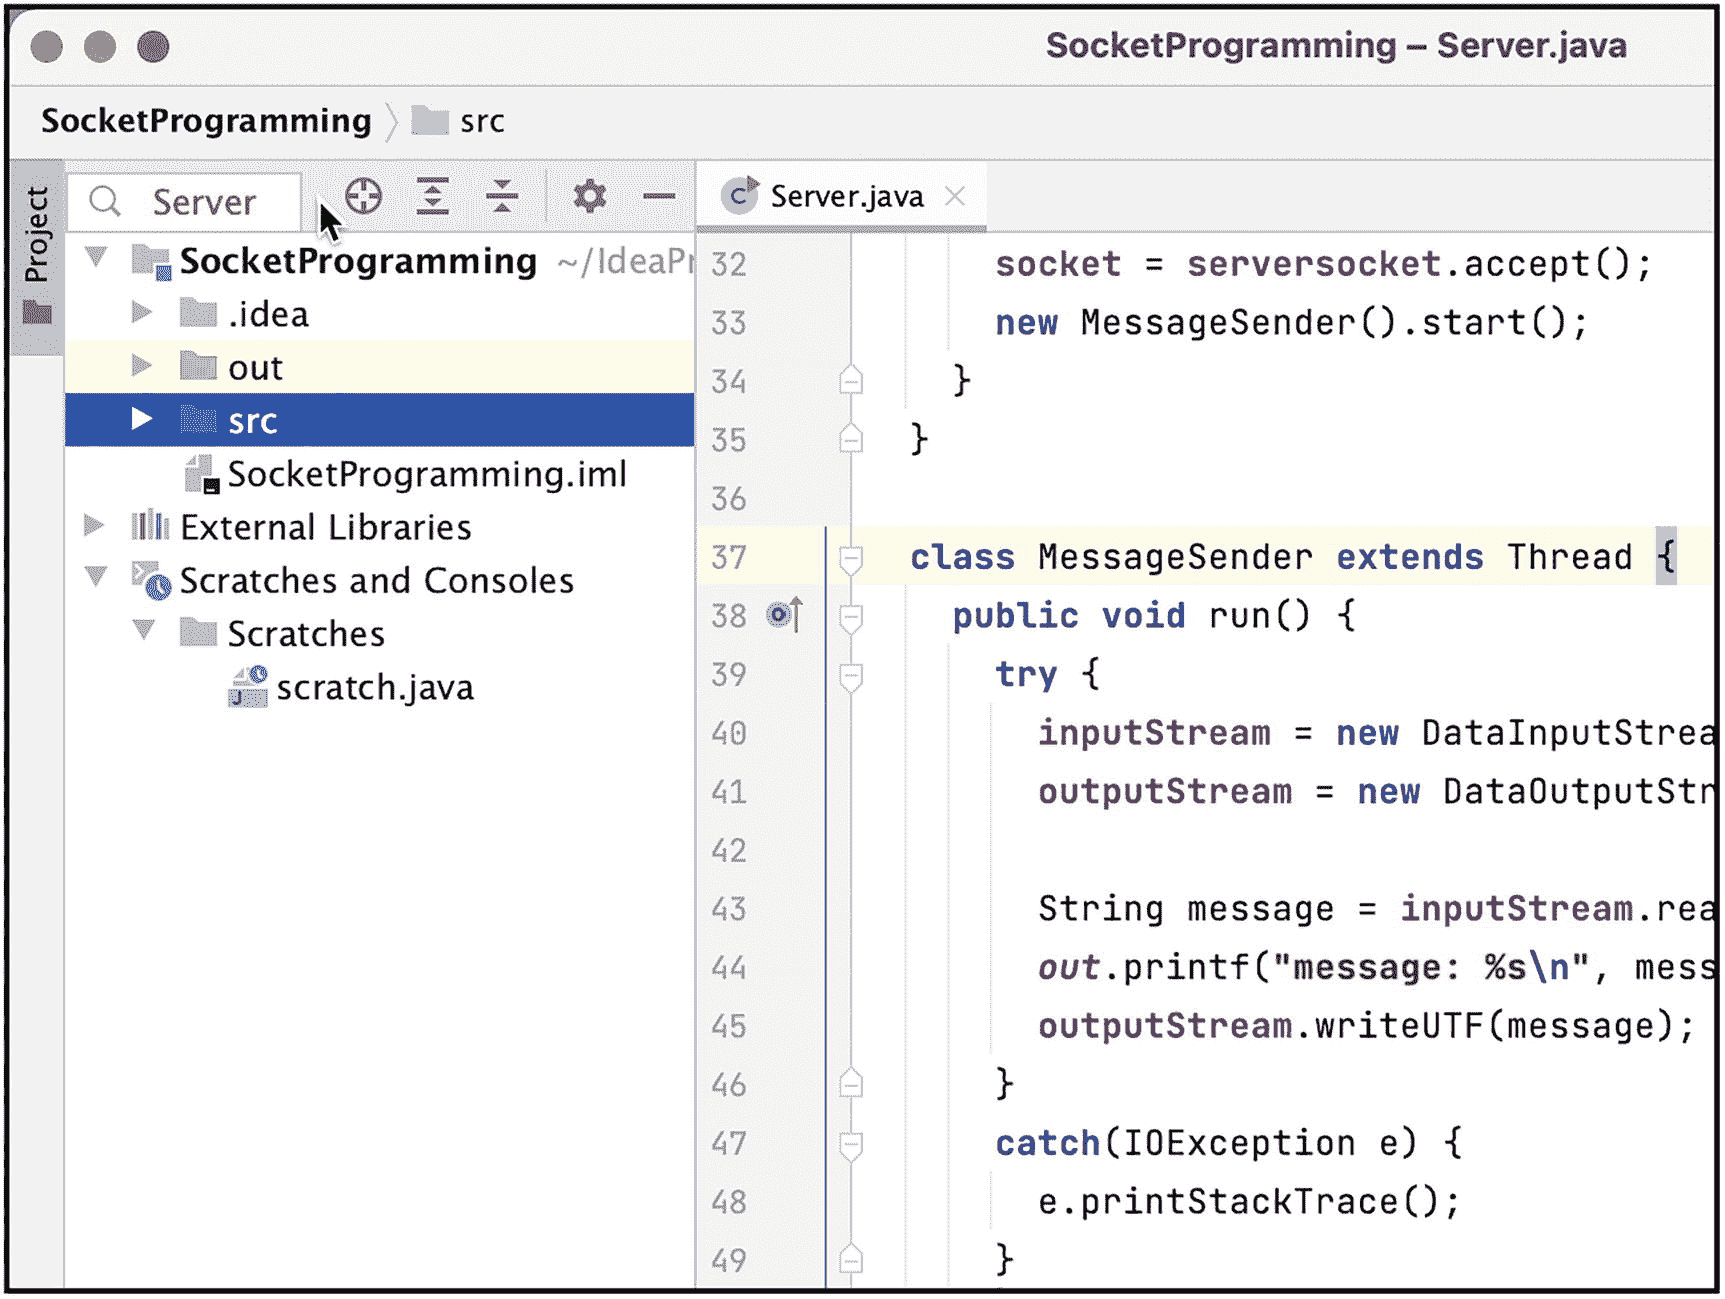 SocketProgramming – Server.java
SocketProgramming src
Project
Server
SocketProgramming ~/IdeaPr
.idea
out
src
SocketProgramming.iml
External Libraries
Scratches and Consoles
Scratches
scratch.java
Server.java
32 socket = serversocket.accept();
33 new MessageSender().start();
34 }
35 }
36
37 class MessageSender extends Thread {
38 public void run() {
39 try {
40 inputStream = new DataInputStrea
41 outputStream = new DataOutputStr
42
43 String message = inputStream.rea
44 out.printf("message: %s\n", mess
45 outputStream.writeUTF(message);
46 }
47 catch(IOException e) {
48 e.printStackTrace();
49 }